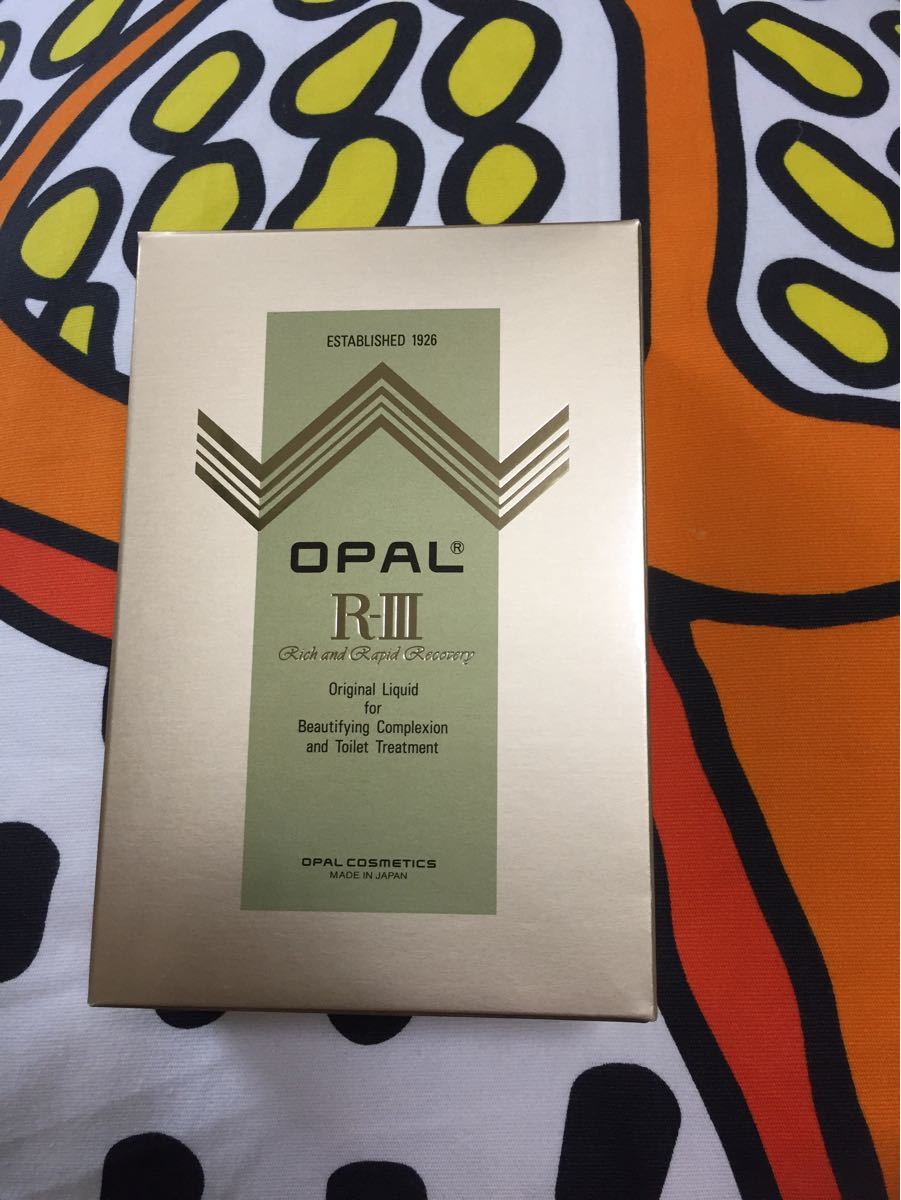 ESTABLISHED 1926
OPAL®
R-III
Rich and Rapid Recovery
Original Liquid
for
Beautifying Complexion
and Toilet Treatment
OPAL COSMETICS
MADE IN JAPAN